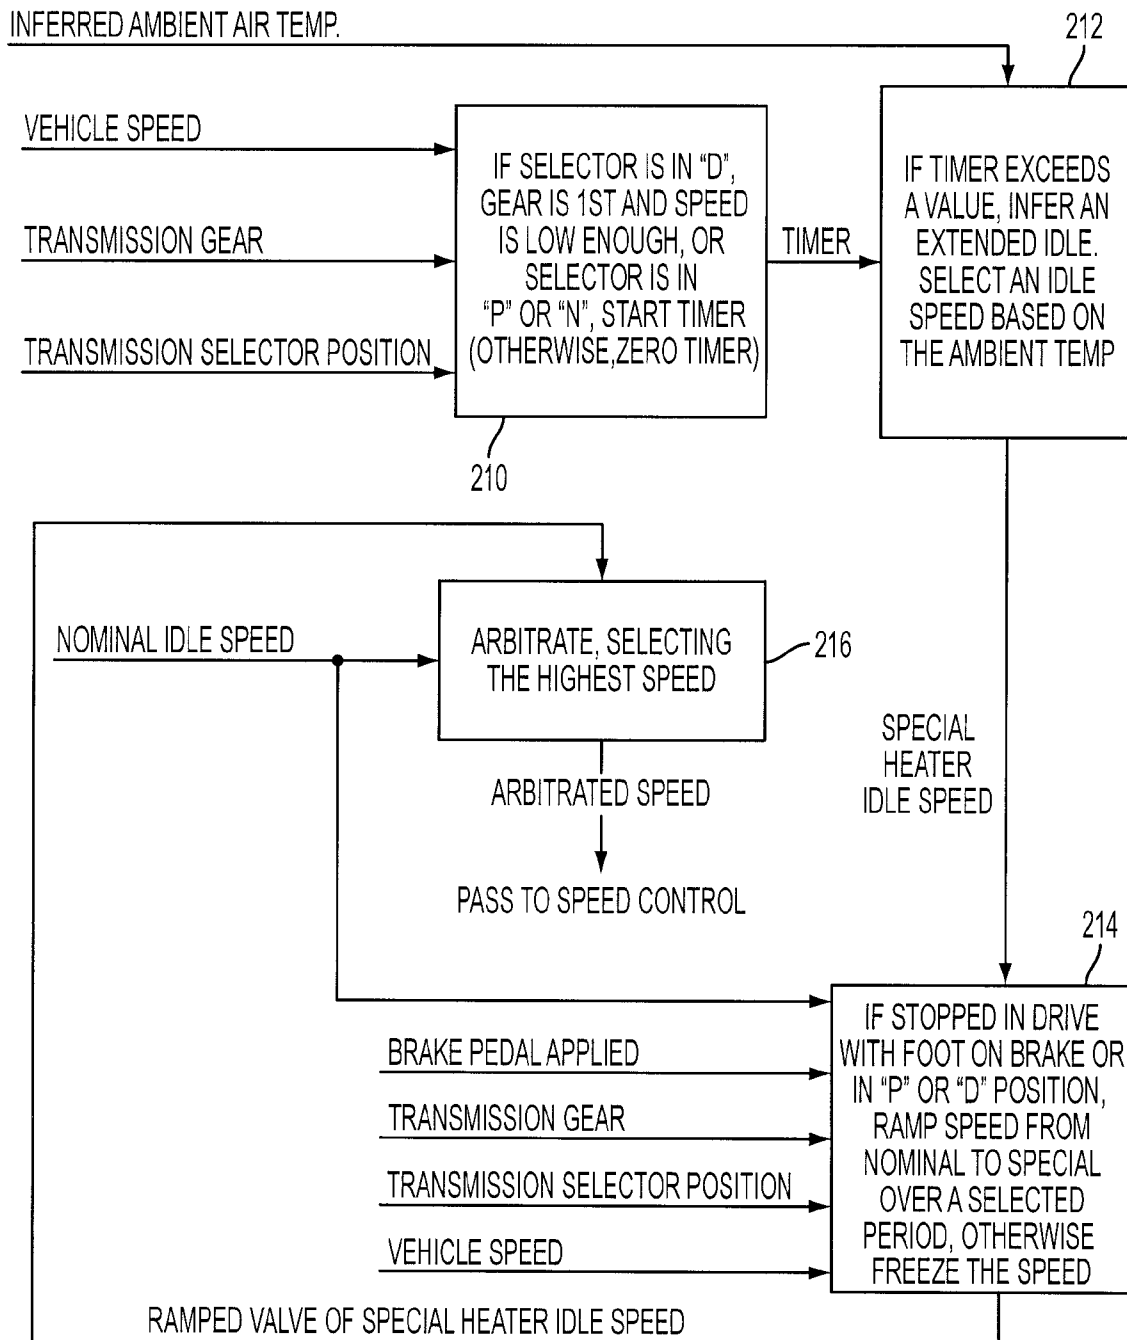 INFERRED AMBIENT AIR TEMP.
212
VEHICLE SPEED
TRANSMISSION GEAR
TRANSMISSION SELECTOR POSITION
IF SELECTOR IS IN “D”,
GEAR IS 1ST AND SPEED
IS LOW ENOUGH, OR
SELECTOR IS IN
“P” OR “N”, START TIMER
(OTHERWISE,ZERO TIMER)
210
TIMER
IF TIMER EXCEEDS
A VALUE, INFER AN
EXTENDED IDLE.
SELECT AN IDLE
SPEED BASED ON
THE AMBIENT TEMP
NOMINAL IDLE SPEED
ARBITRATE, SELECTING
THE HIGHEST SPEED
216
ARBITRATED SPEED
PASS TO SPEED CONTROL
SPECIAL
HEATER
IDLE SPEED
214
BRAKE PEDAL APPLIED
TRANSMISSION GEAR
TRANSMISSION SELECTOR POSITION
VEHICLE SPEED
IF STOPPED IN DRIVE
WITH FOOT ON BRAKE OR
IN “P” OR “D” POSITION,
RAMP SPEED FROM
NOMINAL TO SPECIAL
OVER A SELECTED
PERIOD, OTHERWISE
FREEZE THE SPEED
RAMPED VALVE OF SPECIAL HEATER IDLE SPEED